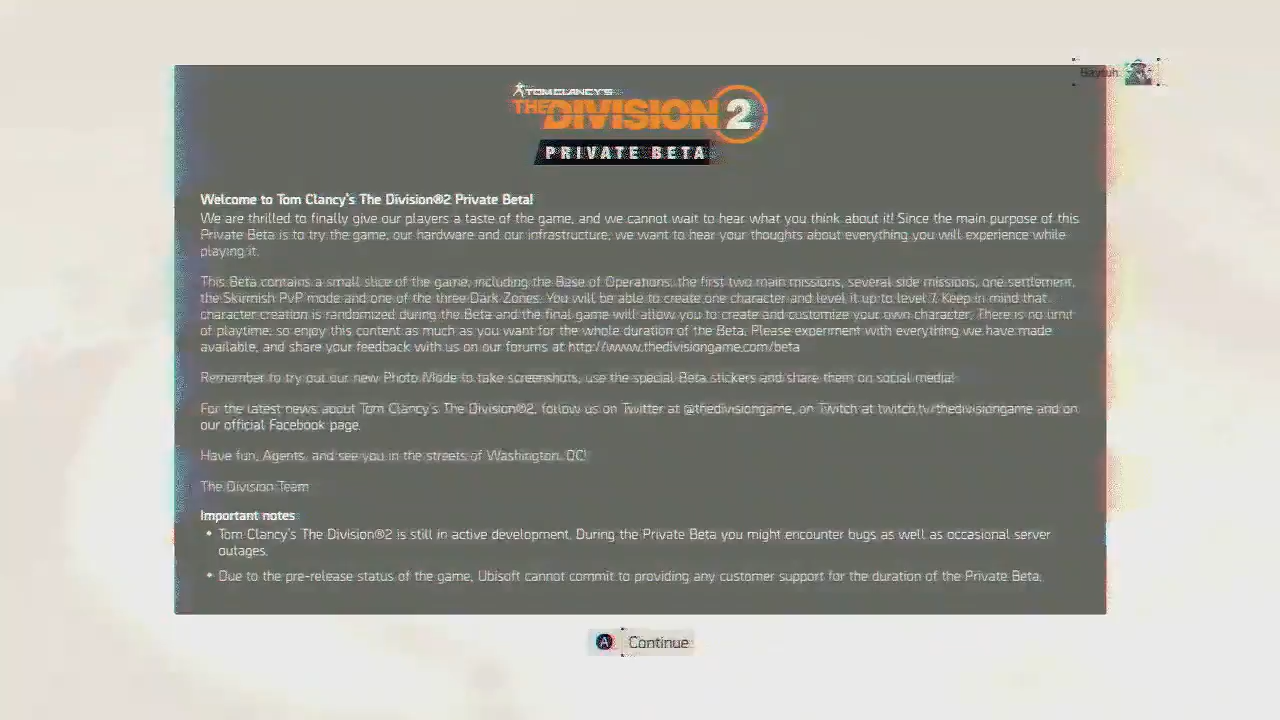 TOM CLANCY'S
THE DIVISION 2
PRIVATE BETA
Welcome to Tom Clancy's The Division®2 Private Beta!
We are thrilled to finally give our players a taste of the game, and we cannot wait to hear what you think about it! Since the main purpose of this
Private Beta is to try the game, our hardware and our infrastructure, we want to hear your thoughts about everything you will experience while
playing it.
This Beta contains a small slice of the game, including the Base of Operations, the first two main missions, several side missions, one settlement,
the Skirmish PvP mode and one of the three Dark Zones. You will be able to create one character and level it up to level 7. Keep in mind that
character creation is randomized during the Beta and the final game will allow you to create and customize your own character. There is no limit
of playtime, so enjoy this content as much as you want for the whole duration of the Beta. Please experiment with everything we have made
available, and share your feedback with us on our forums at http://www.thedivisiongame.com/beta
Remember to try out our new Photo Mode to take screenshots, use the special Beta stickers and share them on social media!
For the latest news about Tom Clancy's The Division®2, follow us on Twitter at @thedivisiongame, on Twitch at twitch.tv/thedivisiongame and on
our official Facebook page.
Have fun, Agents, and see you in the streets of Washington, DC!
The Division Team
Important notes
• Tom Clancy's The Division®2 is still in active development. During the Private Beta you might encounter bugs as well as occasional server
outages.
• Due to the pre-release status of the game, Ubisoft cannot commit to providing any customer support for the duration of the Private Beta.
A Continue